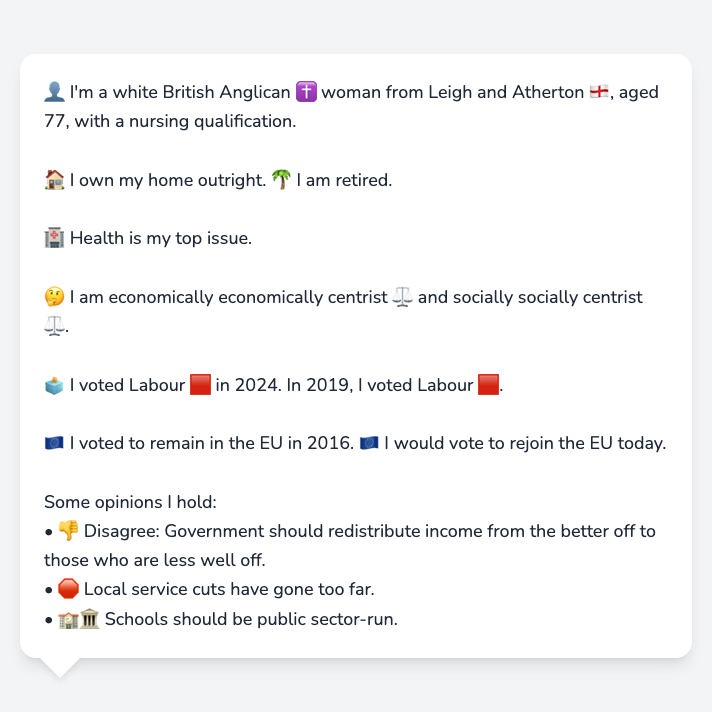 👤 I'm a white British Anglican ✝️ woman from Leigh and Atherton 🏴󠁧󠁢󠁥󠁮󠁧󠁿, aged
77, with a nursing qualification.
🏠 I own my home outright. 🌴 I am retired.
🏥 Health is my top issue.
🤔 I am economically economically centrist ⚖️ and socially socially centrist
⚖️.
🗳️ I voted Labour 🟥 in 2024. In 2019, I voted Labour 🟥.
🇪🇺 I voted to remain in the EU in 2016. 🇪🇺 I would vote to rejoin the EU today.
Some opinions I hold:
• 👎 Disagree: Government should redistribute income from the better off to
those who are less well off.
• 🛑 Local service cuts have gone too far.
• 🏫🏛️ Schools should be public sector-run.